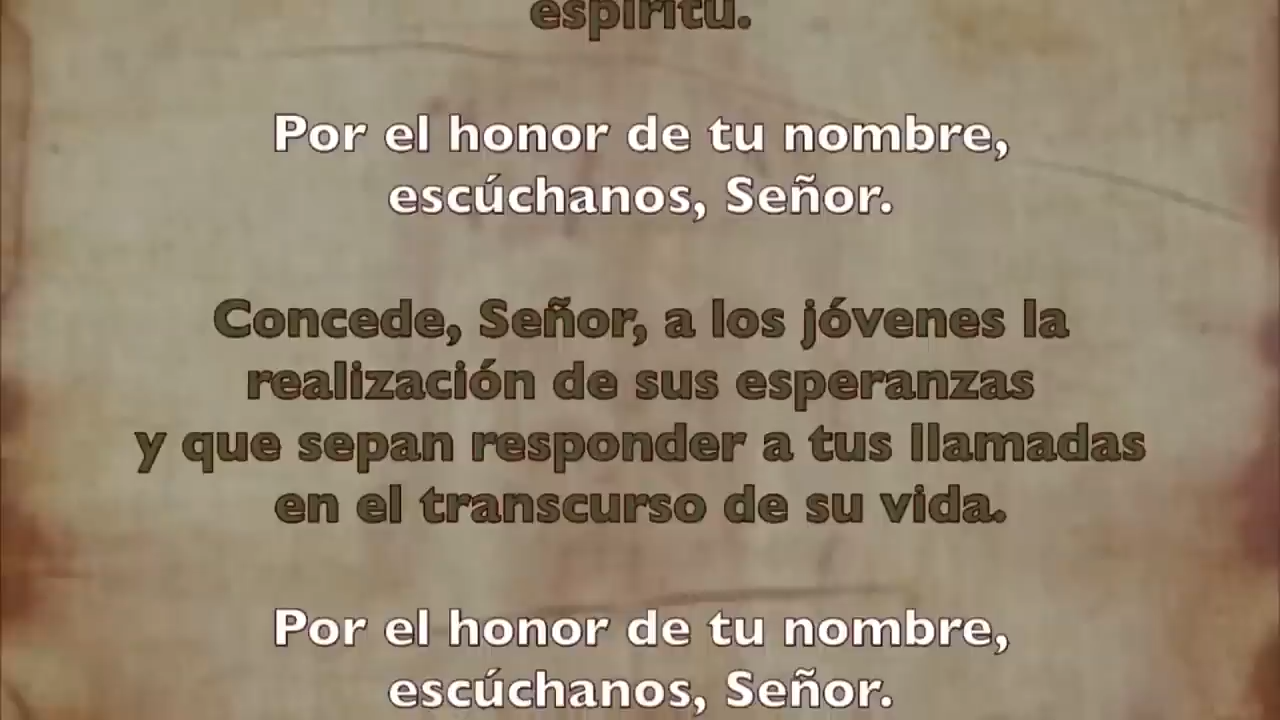 espíritu.
Por el honor de tu nombre,
escúchanos, Señor.
Concede, Señor, a los jóvenes la
realización de sus esperanzas
y que sepan responder a tus llamadas
en el transcurso de su vida.
Por el honor de tu nombre,
escúchanos, Señor.